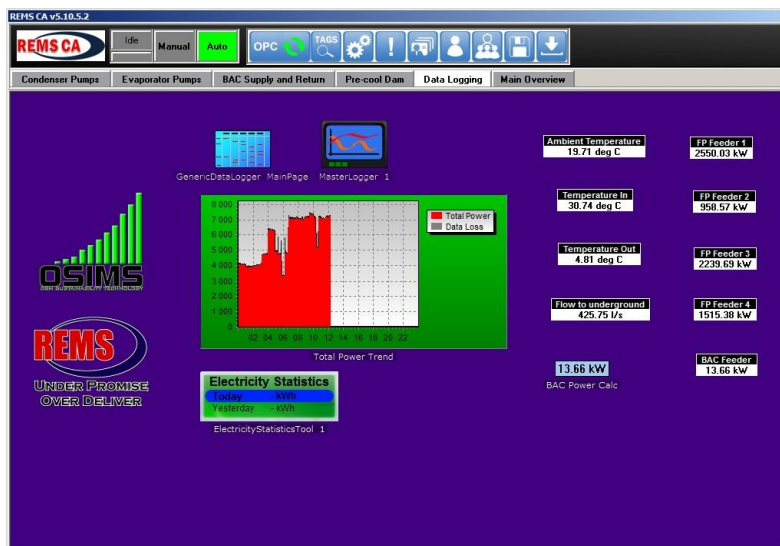 REMS CA v5.10.5.2
REMS CA
Idle
Manual
Auto
OPC
TAGS
Condenser Pumps
Evaporator Pumps
BAC Supply and Return
Pre-cool Dam
Data Logging
Main Overview
GenericDataLogger MainPage
MasterLogger 1
Ambient Temperature
19.71 deg C
FP Feeder 1
2550.03 kW
Temperature In
30.74 deg C
FP Feeder 2
958.57 kW
Temperature Out
4.81 deg C
FP Feeder 3
2239.69 kW
Flow to underground
425.75 l/s
FP Feeder 4
1515.38 kW
BAC Feeder
13.66 kW
13.66 kW
BAC Power Calc
8 000
7 000
6 000
5 000
4 000
3 000
2 000
1 000
0
02 04 06 08 10 12 14 16 18 20 22
Total Power
Data Loss
Total Power Trend
OSIMS
DSM SUSTAINABILITY TECHNOLOGY
REMS
UNDER PROMISE
OVER DELIVER
Electricity Statistics
Today - kWh
Yesterday - kWh
ElectricityStatisticsTool 1